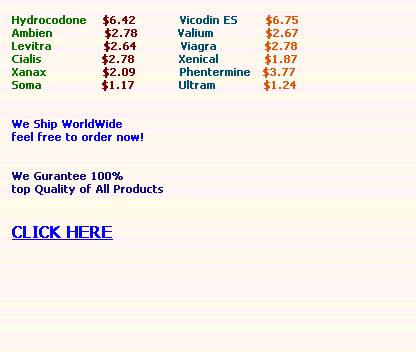 Hydrocodone $6.42 Vicodin ES $6.75
Ambien $2.78 Valium $2.67
Levitra $2.64 Viagra $2.78
Cialis $2.78 Xenical $1.87
Xanax $2.09 Phentermine $3.77
Soma $1.17 Ultram $1.24
We Ship WorldWide
feel free to order now!
We Gurantee 100%
top Quality of All Products
CLICK HERE